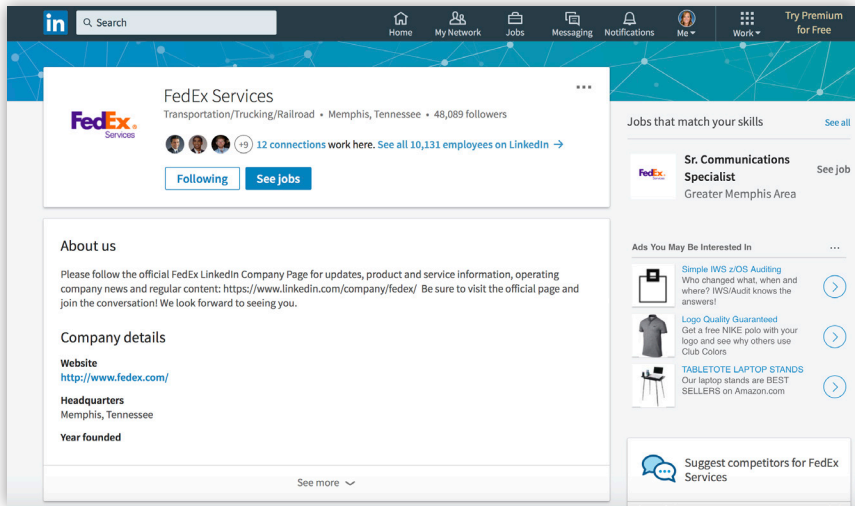 in
Search
Home
My Network
Jobs
Messaging
Notifications
Me
Work
Try Premium
for Free
FedEx®
Services
FedEx Services
Transportation/Trucking/Railroad • Memphis, Tennessee • 48,089 followers
+9 12 connections work here. See all 10,131 employees on LinkedIn →
Following
See jobs
About us
Please follow the official FedEx LinkedIn Company Page for updates, product and service information, operating
company news and regular content: https://www.linkedin.com/company/fedex/ Be sure to visit the official page and
join the conversation! We look forward to seeing you.
Company details
Website
http://www.fedex.com/
Headquarters
Memphis, Tennessee
Year founded
See more
Jobs that match your skills
See all
FedEx
Sr. Communications
Specialist
Greater Memphis Area
See job
Ads You May Be Interested In
Simple IWS z/OS Auditing
Who changed what, when and
where? IWS/Audit knows the
answers!
Logo Quality Guaranteed
Get a free NIKE polo with your
logo and see why others use
Club Colors
TABLETOTE LAPTOP STANDS
Our laptop stands are BEST
SELLERS on Amazon.com
Suggest competitors for FedEx
Services